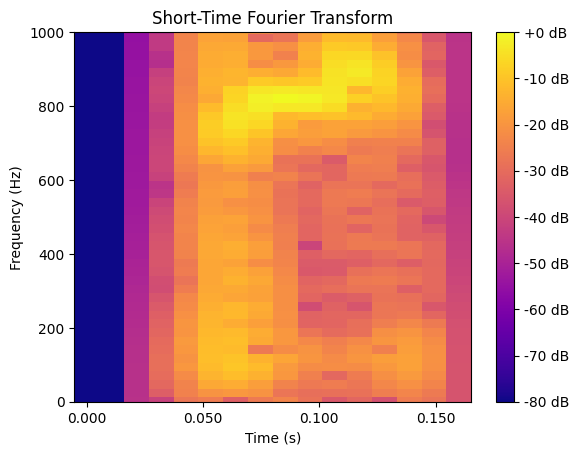 Short-Time Fourier Transform
1000
800
600
400
200
0
Frequency (Hz)
0.000
0.050
0.100
0.150
Time (s)
+0 dB
-10 dB
-20 dB
-30 dB
-40 dB
-50 dB
-60 dB
-70 dB
-80 dB